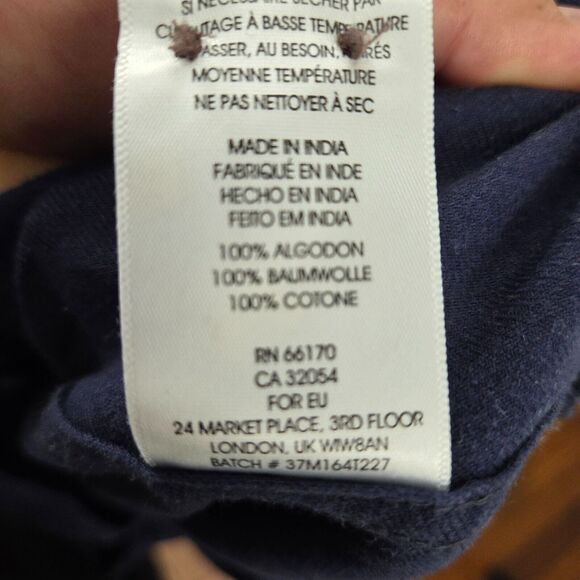 SI NÉCESSAIRE SÉCHER PAR
À BASSE TEMPÉRATURE
AU BESOIN,
MOYENNE TEMPÉRATURE
NE PAS NETTOYER À SEC
MADE IN INDIA
FABRIQUÉ EN INDE
HECHO EN INDIA
FEITO EM INDIA
100% ALGODON
100% BAUMWOLLE
100% COTONE
RN 66170
CA 32054
FOR EU
24 MARKET PLACE, 3RD FLOOR
LONDON, UK W1W8AN
BATCH # 37M164T227